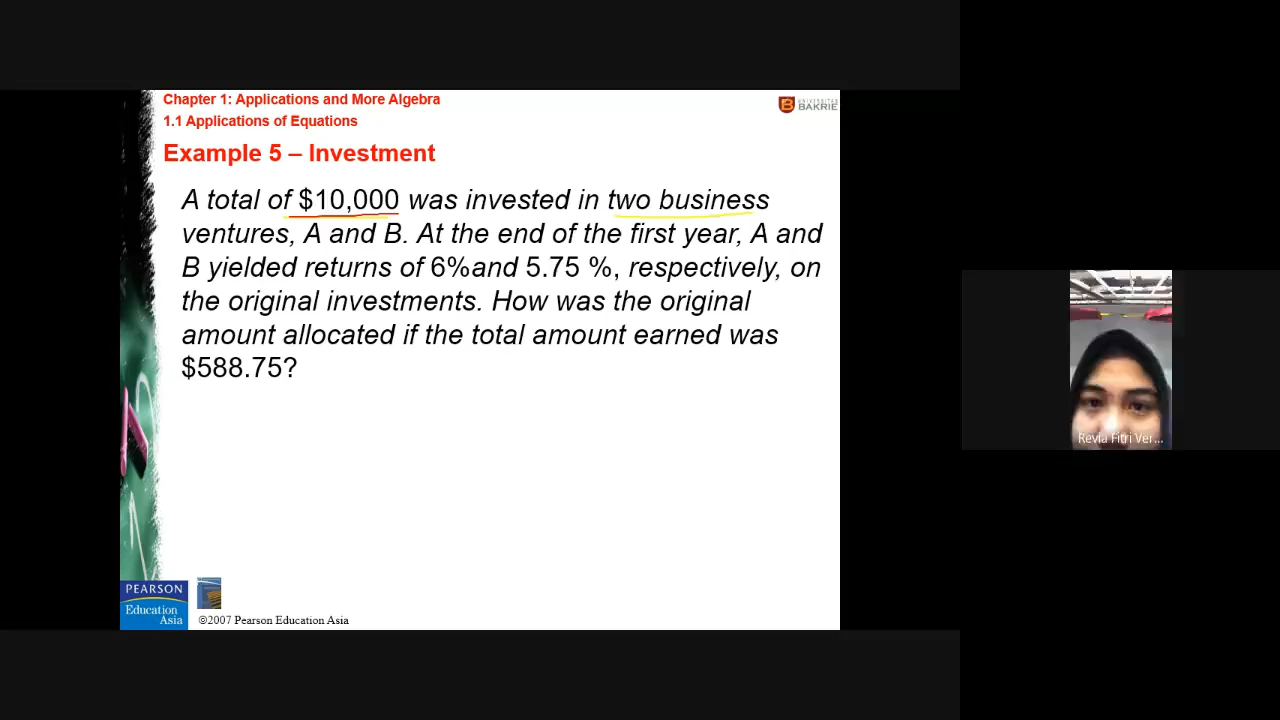 Chapter 1: Applications and More Algebra
1.1 Applications of Equations
UNIVERSITAS
BAKRIE
Example 5 – Investment
A total of $10,000 was invested in two business
ventures, A and B. At the end of the first year, A and
B yielded returns of 6%and 5.75 %, respectively, on
the original investments. How was the original
amount allocated if the total amount earned was
$588.75?
Revia Fitri Ver...
PEARSON
Education
Asia
©2007 Pearson Education Asia